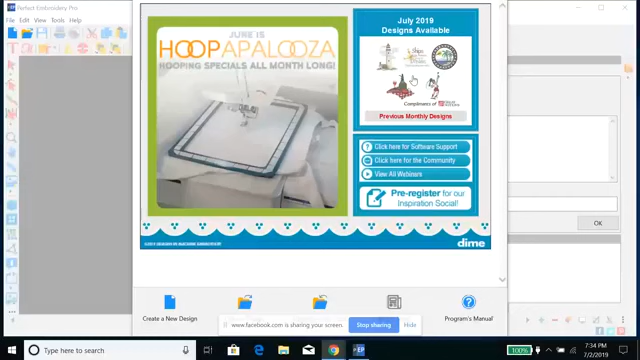 Perfect Embroidery Pro
Edit View Tools Help
JUNE IS
HOOPAPALOOZA
HOOPING SPECIALS ALL MONTH LONG!
July 2019
Designs Available
Compliments of
Previous Monthly Designs
Click here for Software Support
Click here for the Community
View All Webinars
Pre-register for our
Inspiration Social!
dime
OK
Create a New Design
Program's Manual
www.facebook.com is sharing your screen.
Stop sharing
Hide
Type here to search
100%
7:34 PM
7/2/2019